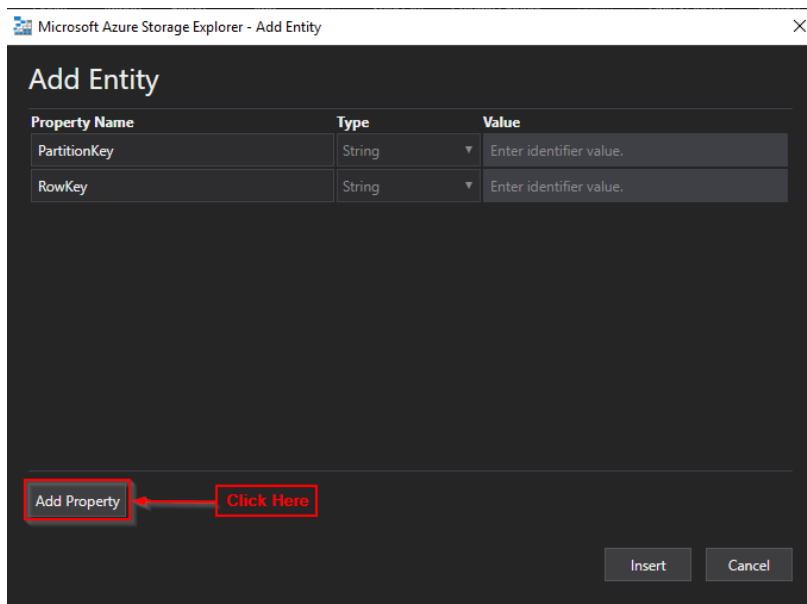 Microsoft Azure Storage Explorer - Add Entity
Add Entity
Property Name Type Value
PartitionKey String Enter identifier value.
RowKey String Enter identifier value.
Add Property Click Here
Insert Cancel